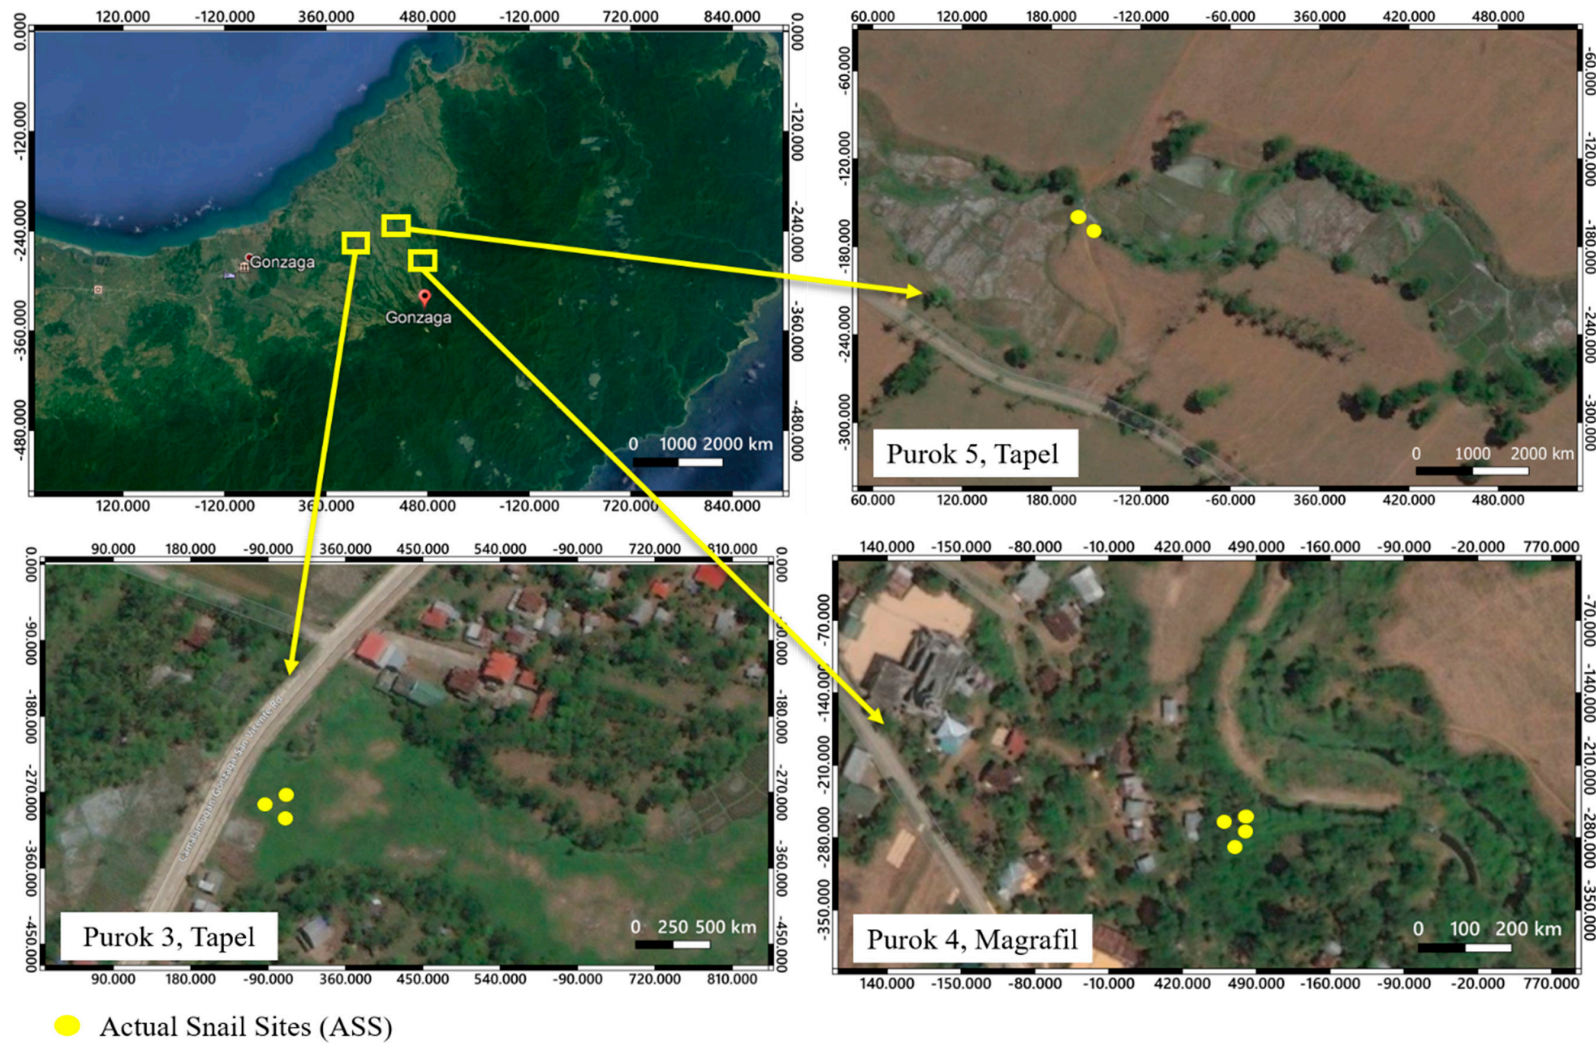 -120.000 -120.000 360.000 480.000 -120.000 720.000 840.000
0.000 0.000
-120.000 -120.000
-240.000 -240.000
-360.000 -360.000
-480.000 -480.000
Gonzaga
Gonzaga
0 1000 2000 km
120.000 -120.000 360.000 480.000 -120.000 720.000 840.000
60.000 120.000 180.000 -120.000 -60.000 360.000 420.000 480.000
-60.000 -60.000
-120.000 -120.000
-180.000 -180.000
-240.000 -240.000
-300.000 -300.000
Purok 5, Tapel
0 1000 2000 km
60.000 120.000 180.000 -120.000 -60.000 360.000 420.000 480.000
90.000 180.000 -90.000 360.000 450.000 540.000 -90.000 720.000 810.000
0.000 0.000
-90.000 -90.000
-180.000 -180.000
-270.000 -270.000
-360.000 -360.000
-450.000 -450.000
Purok 3, Tapel
0 250 500 km
90.000 180.000 -90.000 360.000 450.000 540.000 -90.000 720.000 810.000
140.000 -150.000 -80.000 -10.000 420.000 490.000 -160.000 -90.000 -20.000 770.000
-70.000 -70.000
-140.000 -140.000
-210.000 -210.000
-280.000 -280.000
-350.000 -350.000
Purok 4, Magrafil
0 100 200 km
140.000 -150.000 -80.000 -10.000 420.000 490.000 -160.000 -90.000 -20.000 770.000
Actual Snail Sites (ASS)